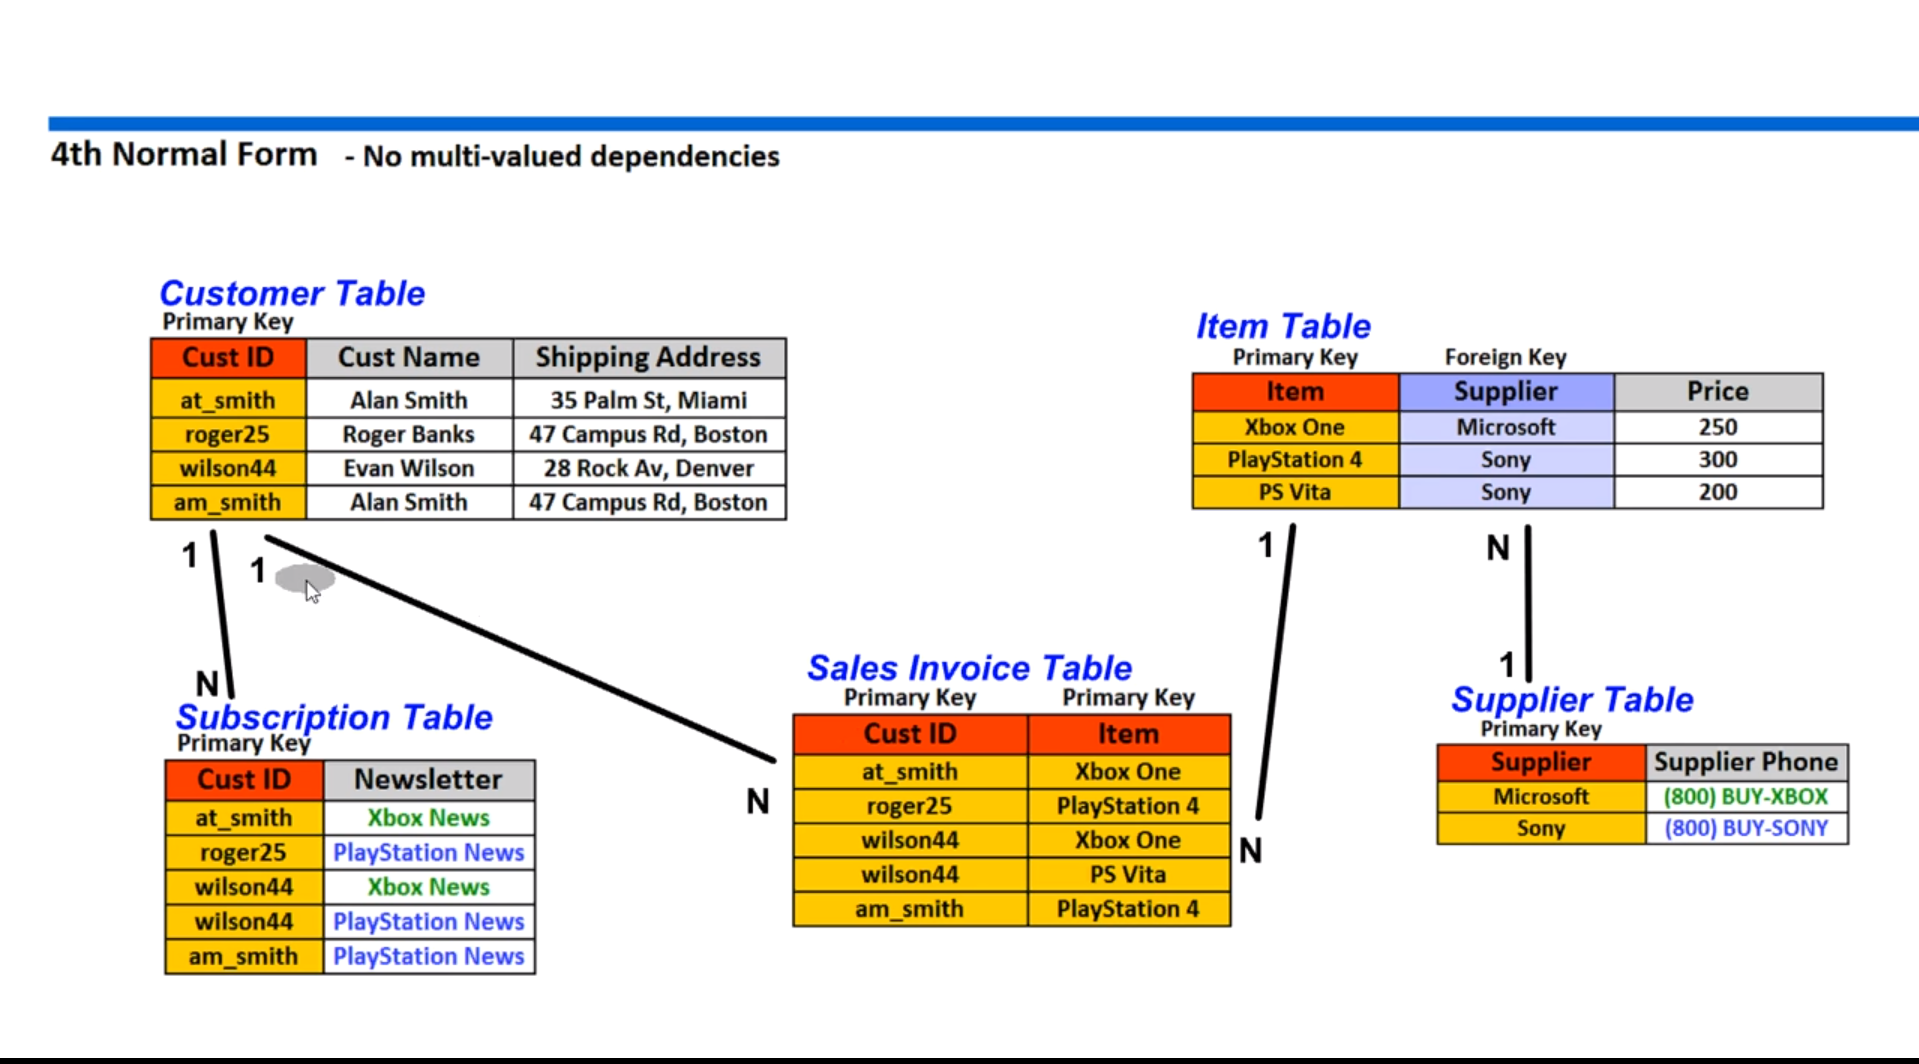 4th Normal Form - No multi-valued dependencies
Customer Table
Primary Key
Cust ID Cust Name Shipping Address
at_smith Alan Smith 35 Palm St, Miami
roger25 Roger Banks 47 Campus Rd, Boston
wilson44 Evan Wilson 28 Rock Av, Denver
am_smith Alan Smith 47 Campus Rd, Boston
Item Table
Primary Key Foreign Key
Item Supplier Price
Xbox One Microsoft 250
PlayStation 4 Sony 300
PS Vita Sony 200
1
1
N
N
1
N
N
1
Subscription Table
Primary Key
Cust ID Newsletter
at_smith Xbox News
roger25 PlayStation News
wilson44 Xbox News
wilson44 PlayStation News
am_smith PlayStation News
Sales Invoice Table
Primary Key Primary Key
Cust ID Item
at_smith Xbox One
roger25 PlayStation 4
wilson44 Xbox One
wilson44 PS Vita
am_smith PlayStation 4
Supplier Table
Primary Key
Supplier Supplier Phone
Microsoft (800) BUY-XBOX
Sony (800) BUY-SONY